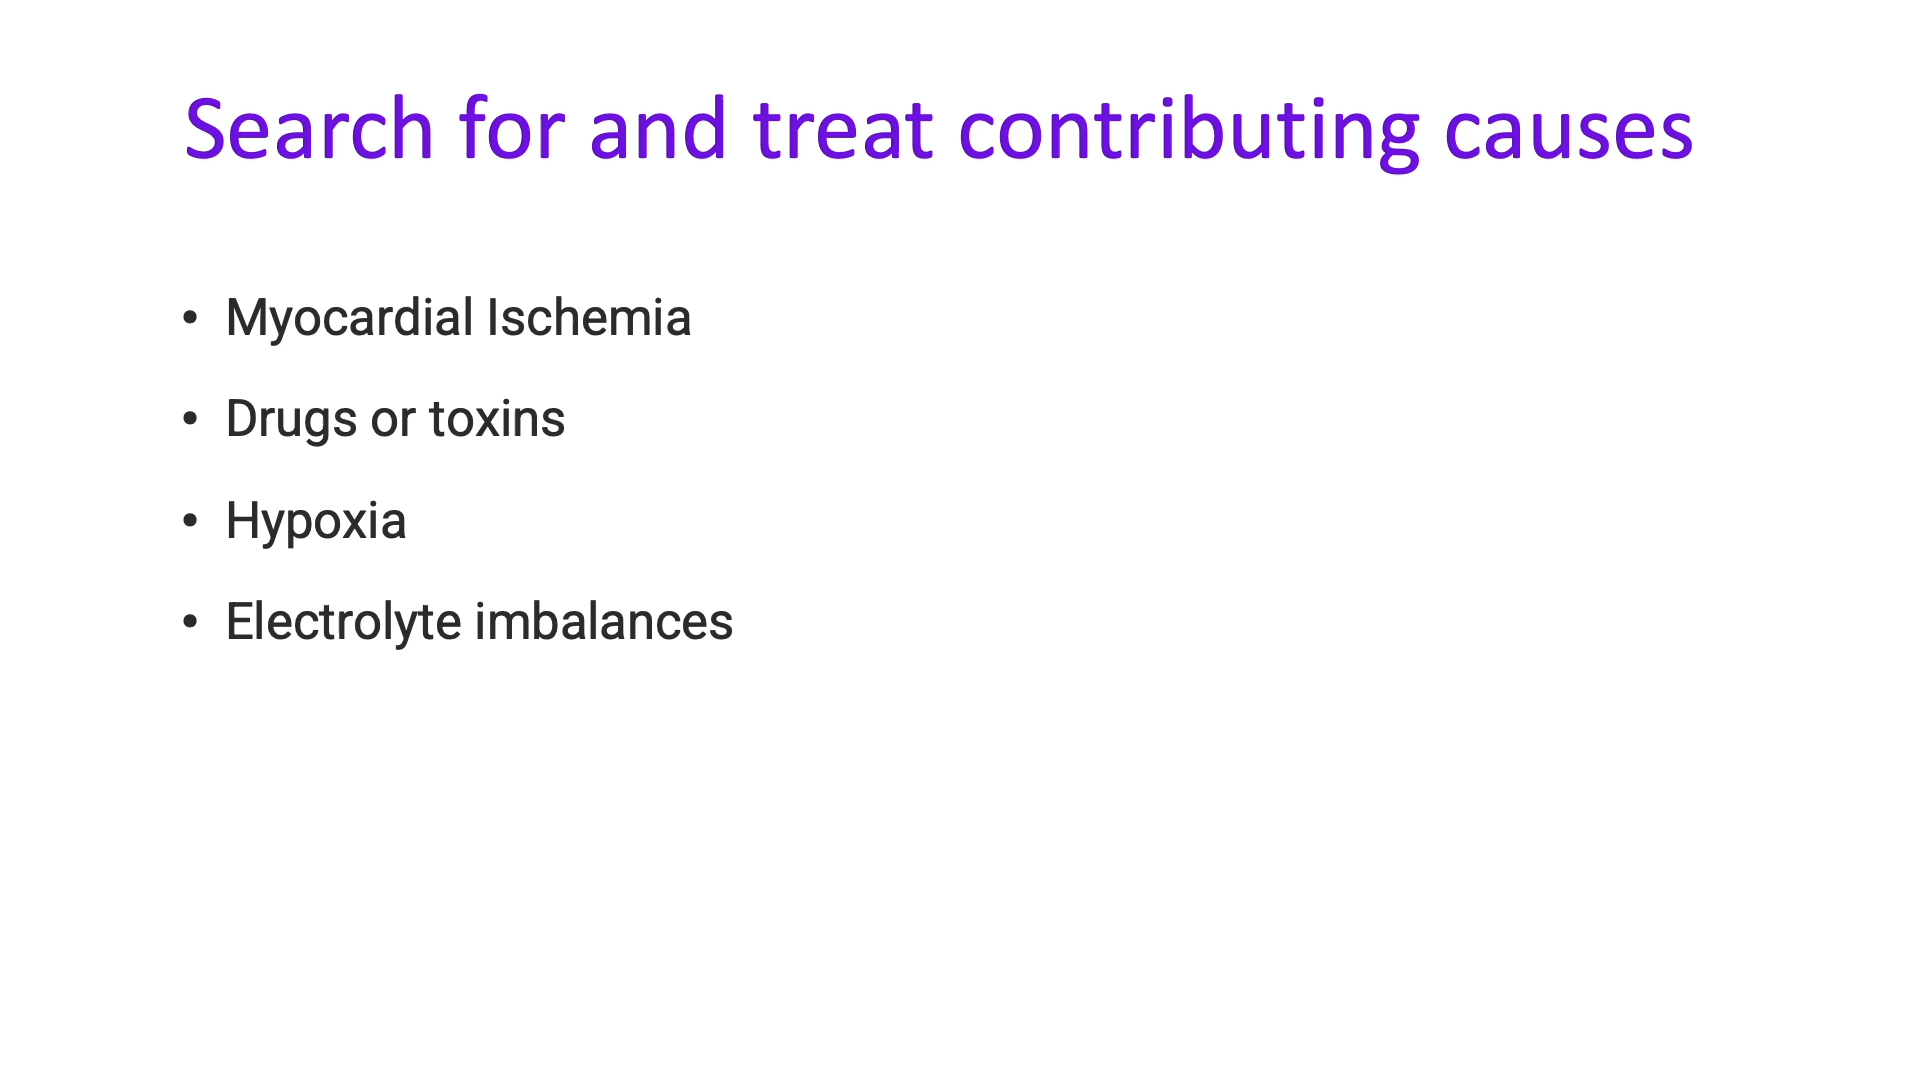 Search for and treat contributing causes
• Myocardial Ischemia
• Drugs or toxins
• Hypoxia
• Electrolyte imbalances